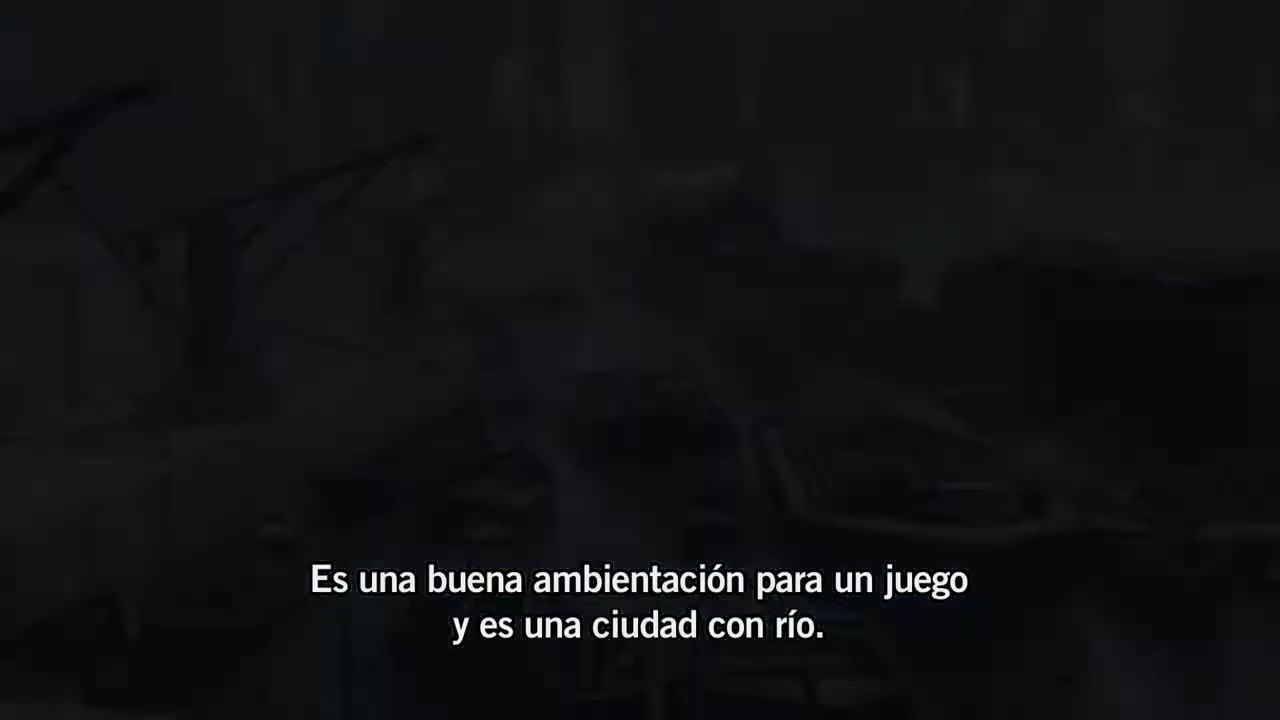 Es una buena ambientación para un juego
y es una ciudad con río.